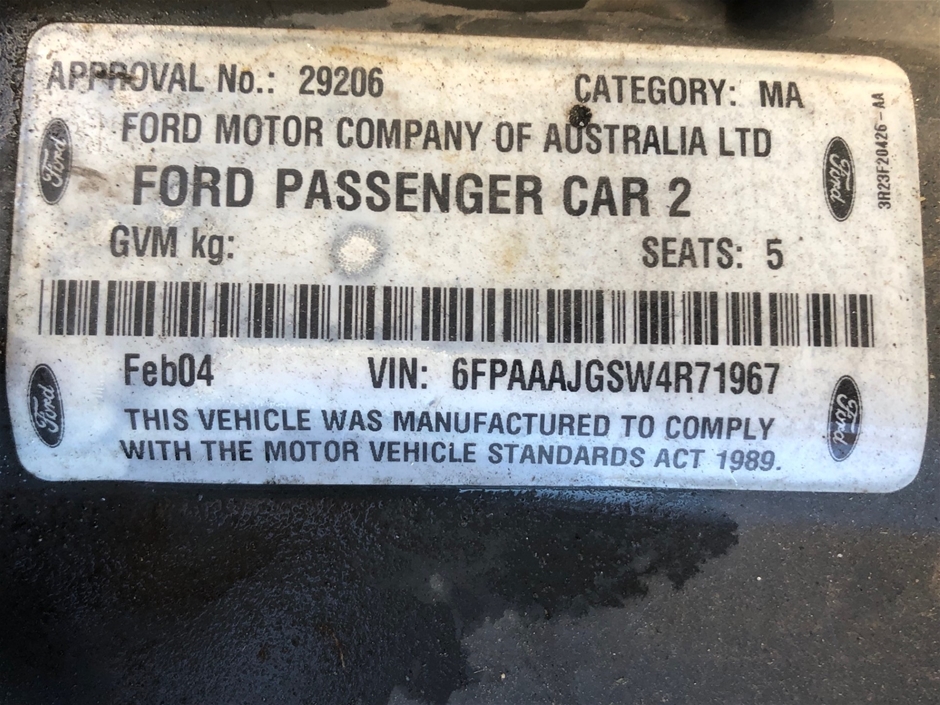 APPROVAL No.: 29206 CATEGORY: MA
FORD MOTOR COMPANY OF AUSTRALIA LTD
FORD PASSENGER CAR 2
GVM kg: SEATS: 5
Feb04 VIN: 6FPAAAJGSW4R71967
THIS VEHICLE WAS MANUFACTURED TO COMPLY
WITH THE MOTOR VEHICLE STANDARDS ACT 1989.
3R23F20426-AA
Ford
Ford
Ford
Ford